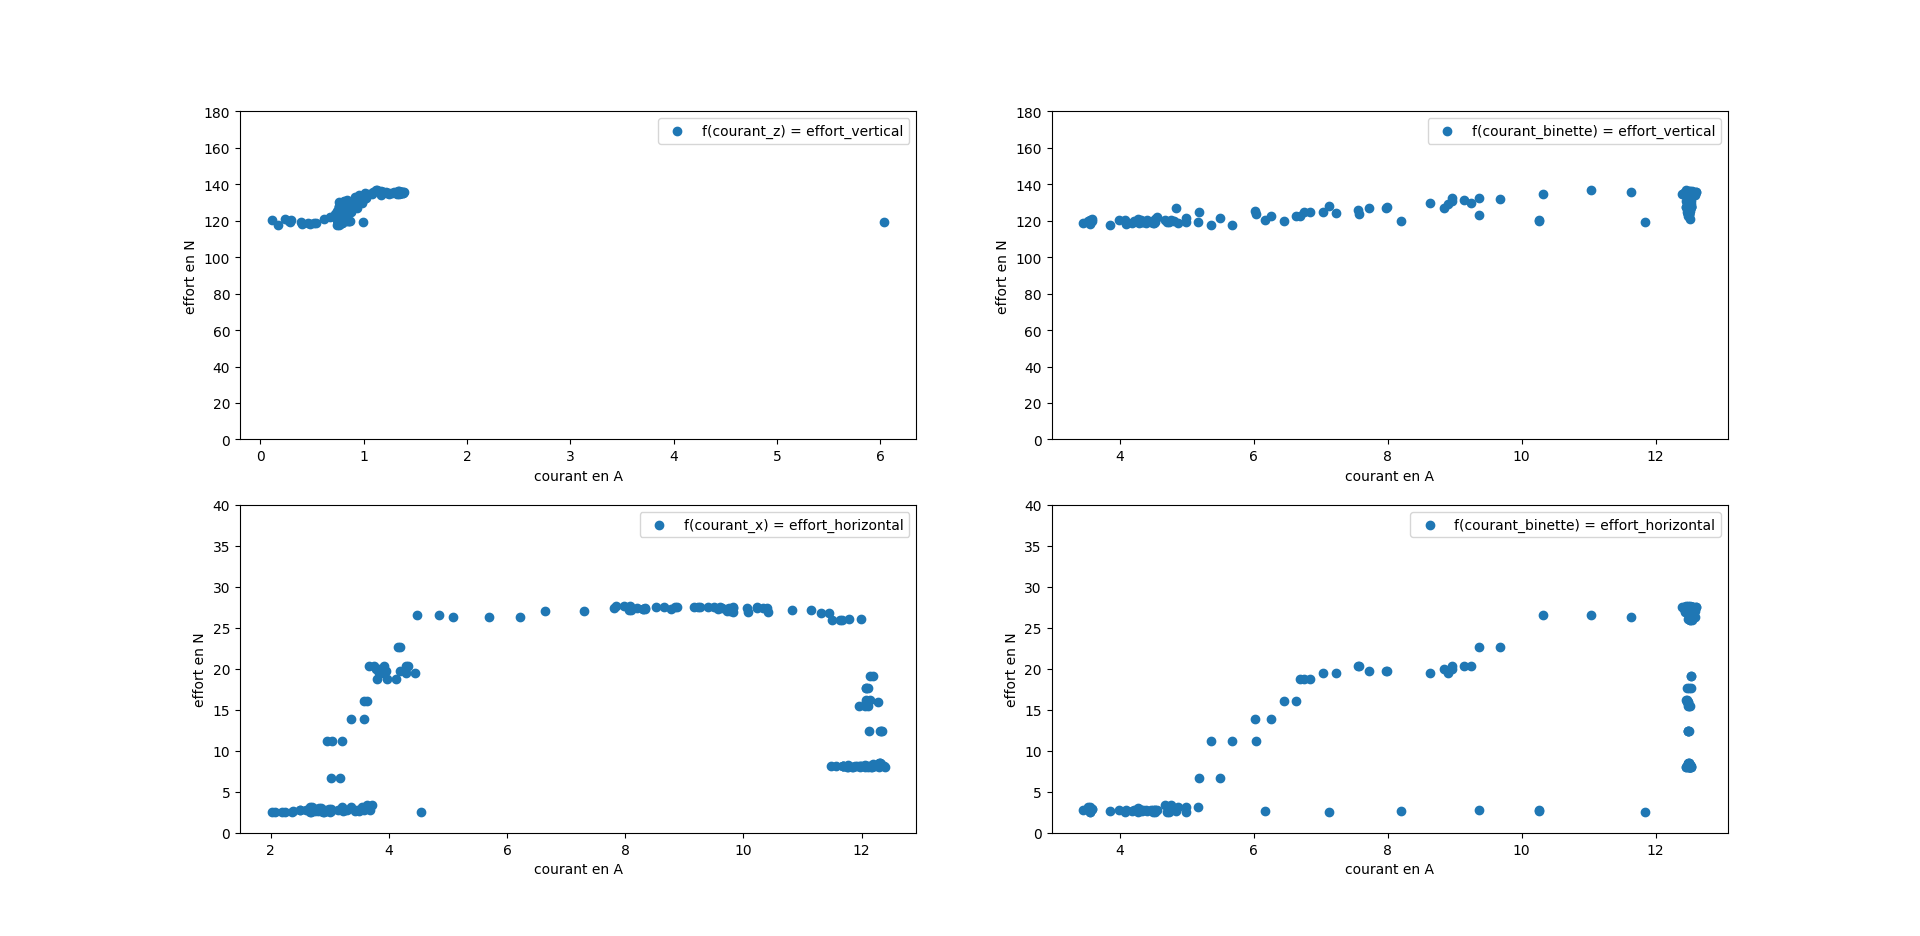 f(courant_z) = effort_vertical
180
160
140
120
100
80
60
40
20
0
effort en N
0 1 2 3 4 5 6
courant en A
f(courant_binette) = effort_vertical
180
160
140
120
100
80
60
40
20
0
effort en N
4 6 8 10 12
courant en A
f(courant_x) = effort_horizontal
40
35
30
25
20
15
10
5
0
effort en N
2 4 6 8 10 12
courant en A
f(courant_binette) = effort_horizontal
40
35
30
25
20
15
10
5
0
effort en N
4 6 8 10 12
courant en A